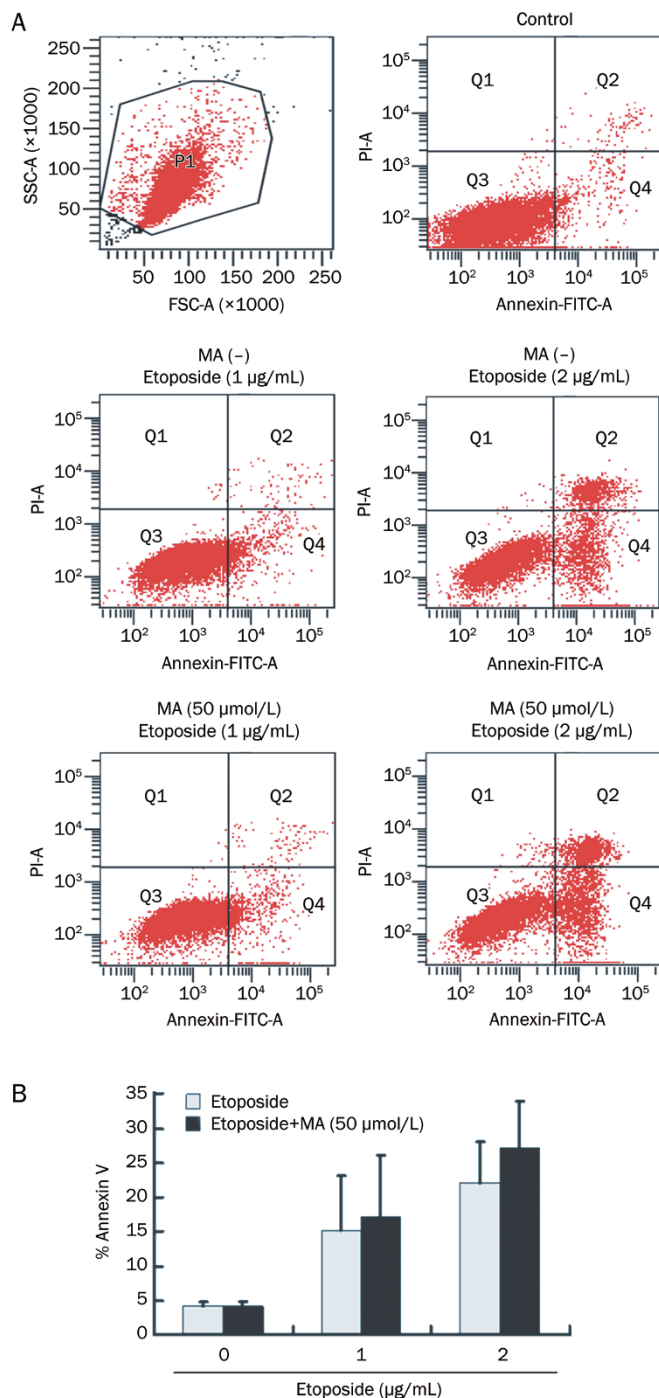 A
SSC-A (×1000)
250
200
150
100
50
P1
50 100 150 200 250
FSC-A (×1000)
Control
PI-A
10⁵
10⁴
10³
10²
Q1 Q2
Q3 Q4
10² 10³ 10⁴ 10⁵
Annexin-FITC-A
MA (–)
Etoposide (1 µg/mL)
PI-A
10⁵
10⁴
10³
10²
Q1 Q2
Q3 Q4
10² 10³ 10⁴ 10⁵
Annexin-FITC-A
MA (–)
Etoposide (2 µg/mL)
PI-A
10⁵
10⁴
10³
10²
Q1 Q2
Q3 Q4
10² 10³ 10⁴ 10⁵
Annexin-FITC-A
MA (50 µmol/L)
Etoposide (1 µg/mL)
PI-A
10⁵
10⁴
10³
10²
Q1 Q2
Q3 Q4
10² 10³ 10⁴ 10⁵
Annexin-FITC-A
MA (50 µmol/L)
Etoposide (2 µg/mL)
PI-A
10⁵
10⁴
10³
10²
Q1 Q2
Q3 Q4
10² 10³ 10⁴ 10⁵
Annexin-FITC-A
B
% Annexin V
35
30
25
20
15
10
5
0
Etoposide
Etoposide+MA (50 µmol/L)
0 1 2
Etoposide (µg/mL)